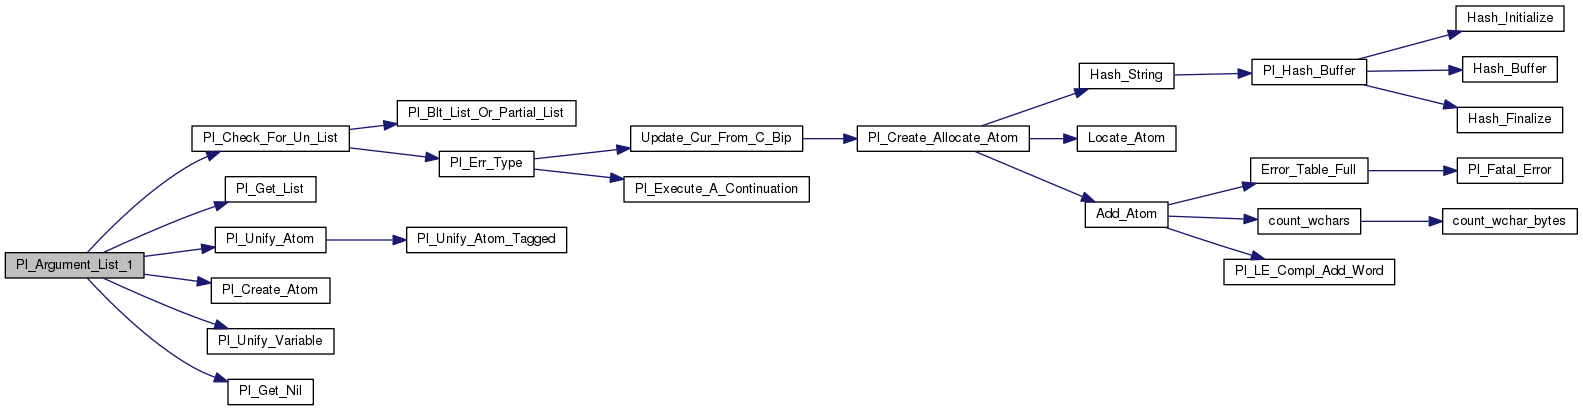 Pl_Argument_List_1
Pl_Check_For_Un_List
Pl_Get_List
Pl_Unify_Atom
Pl_Create_Atom
Pl_Unify_Variable
Pl_Get_Nil
Pl_Blt_List_Or_Partial_List
Pl_Err_Type
Pl_Unify_Atom_Tagged
Update_Cur_From_C_Bip
Pl_Execute_A_Continuation
Pl_Create_Allocate_Atom
Hash_String
Locate_Atom
Add_Atom
Pl_Hash_Buffer
Error_Table_Full
count_wchars
Pl_LE_Compl_Add_Word
Hash_Initialize
Hash_Buffer
Hash_Finalize
Pl_Fatal_Error
count_wchar_bytes